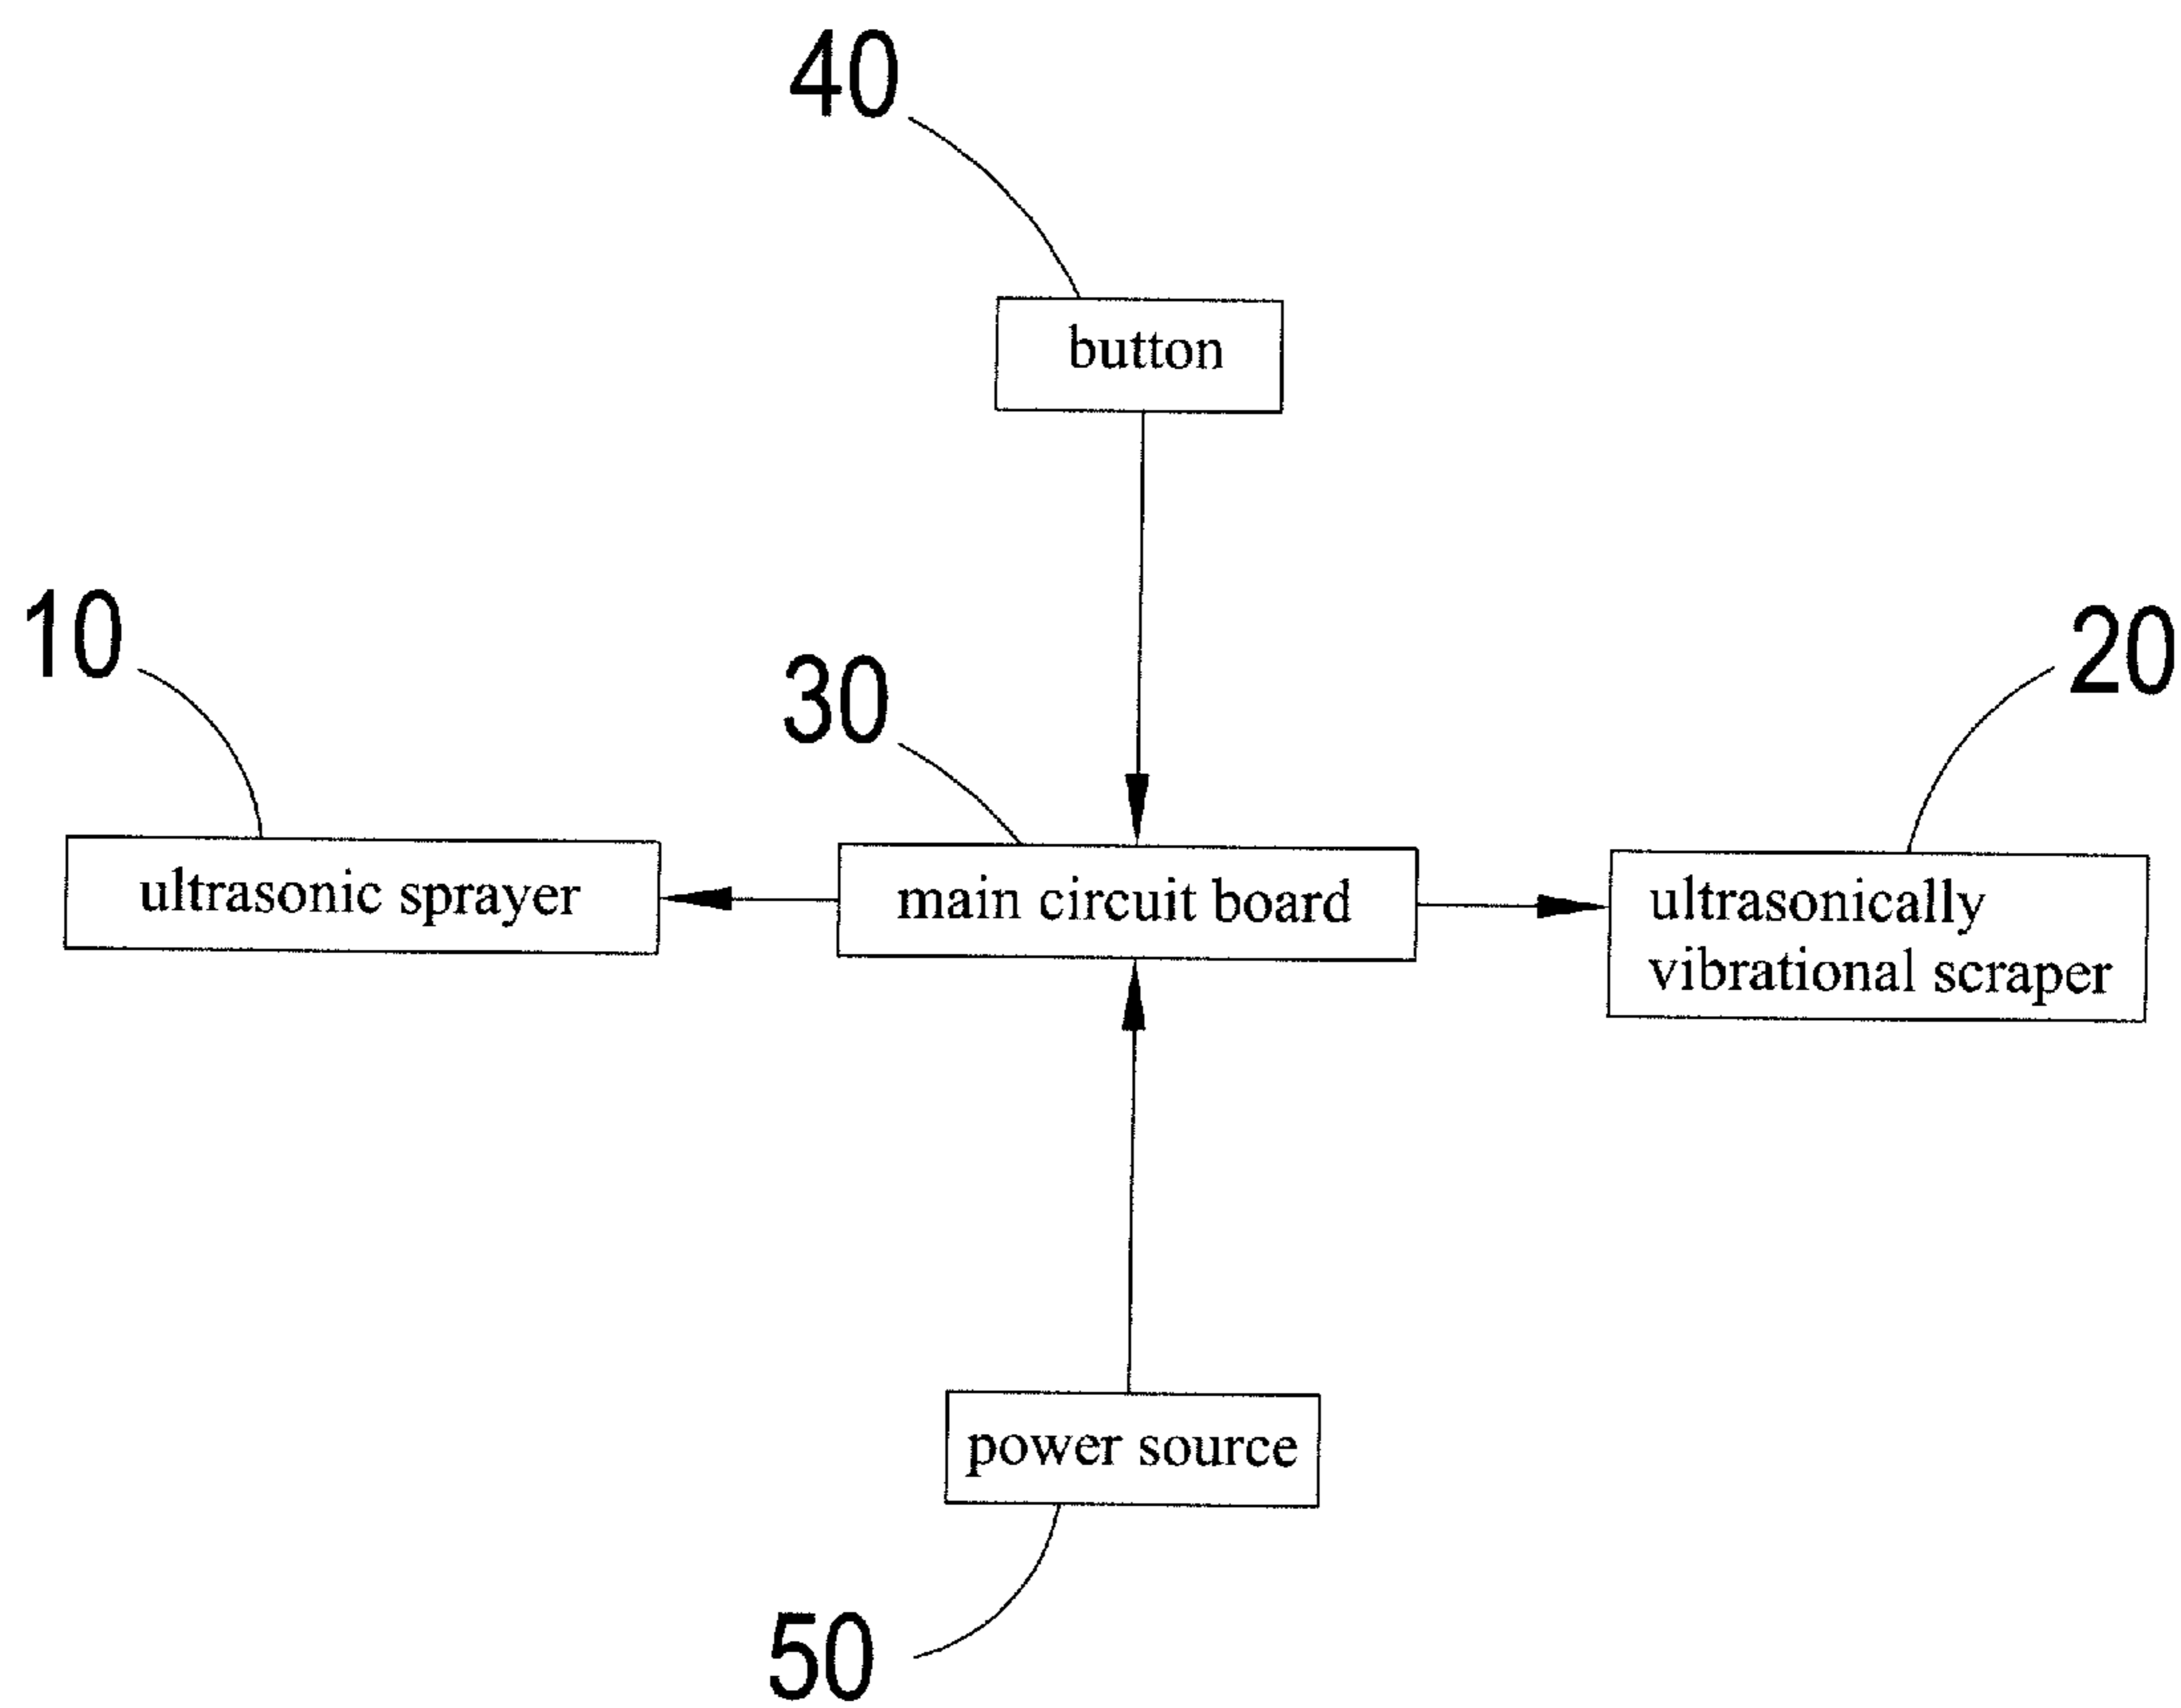 40
button
10
30
20
ultrasonic sprayer
main circuit board
ultrasonically
vibrational scraper
power source
50